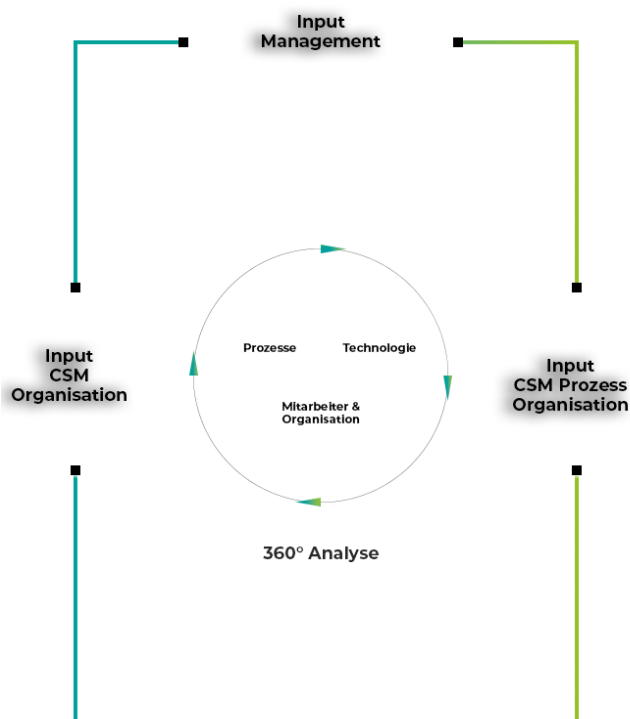 Input
Management
Prozesse
Technologie
Input
CSM
Organisation
Input
CSM Prozess
Organisation
Mitarbeiter &
Organisation
360° Analyse